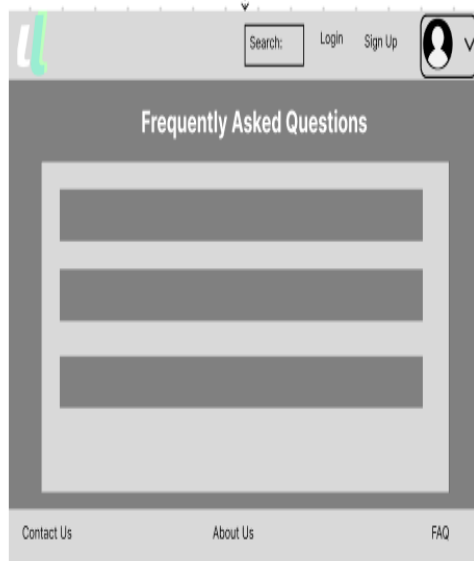 Search:
Login
Sign Up
Frequently Asked Questions
Contact Us
About Us
FAQ